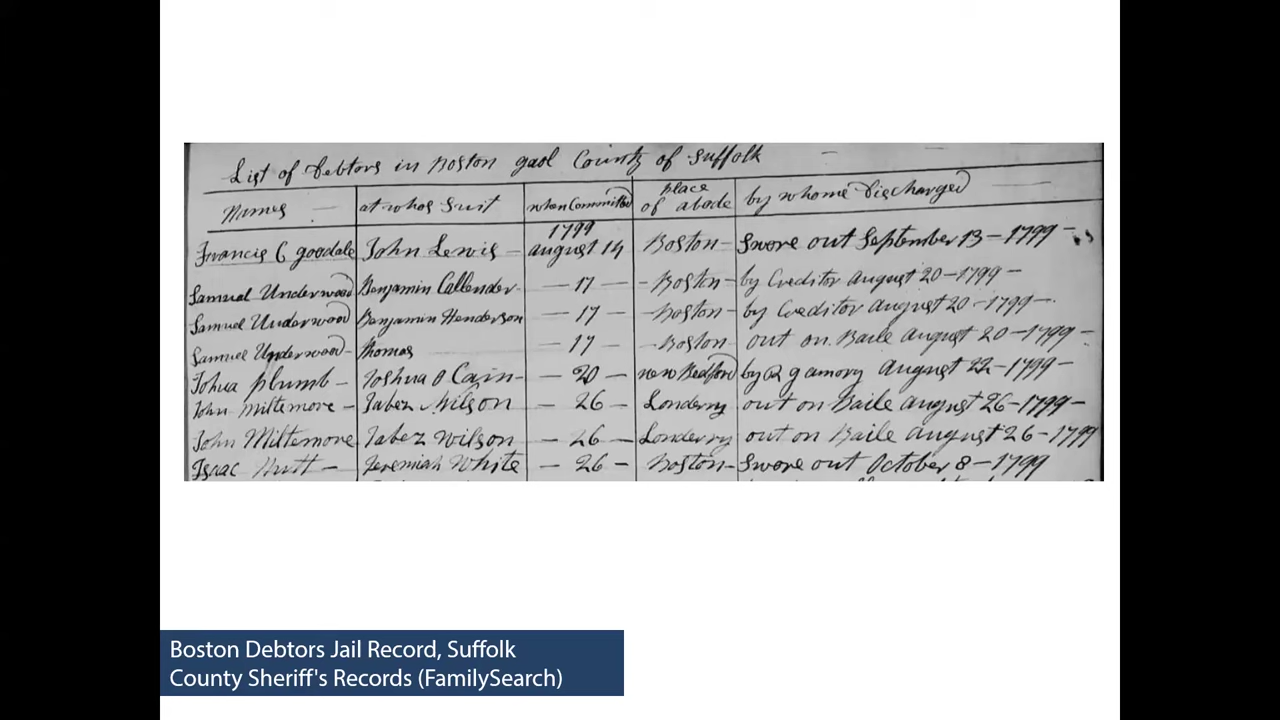 List of Debtors in Boston gaol County of Suffolk
Names — at whos suit when Committed place of abode by whome Discharged
1799
Francis C goodale John Lewis — august 14 Boston — Swore out September 13 — 1799 —
Samual Underwood Benjamin Callender — 17 — Boston — by Creditor August 20 — 1799 —
Samuel Underwood Benjamin Henderson — 17 — Boston — by Creditor August 20 — 1799 —
Samuel Underwood — Thomas — 17 — Boston — out on Baile August 20 — 1799 —
plumb — Joshua O Cain — — 20 — new Bedford by amory August 22 — 1799 —
John Miltemore — Jabez Wilson — 26 — Londerry out on Baile august 26 — 1799 —
John Miltemore Jabez Wilson — 26 — Londerry out on Baile august 26 — 1799
Isaac — Jeremiah White — 26 — Boston — Swore out October 8 — 1799
Boston Debtors Jail Record, Suffolk
County Sheriff's Records (FamilySearch)